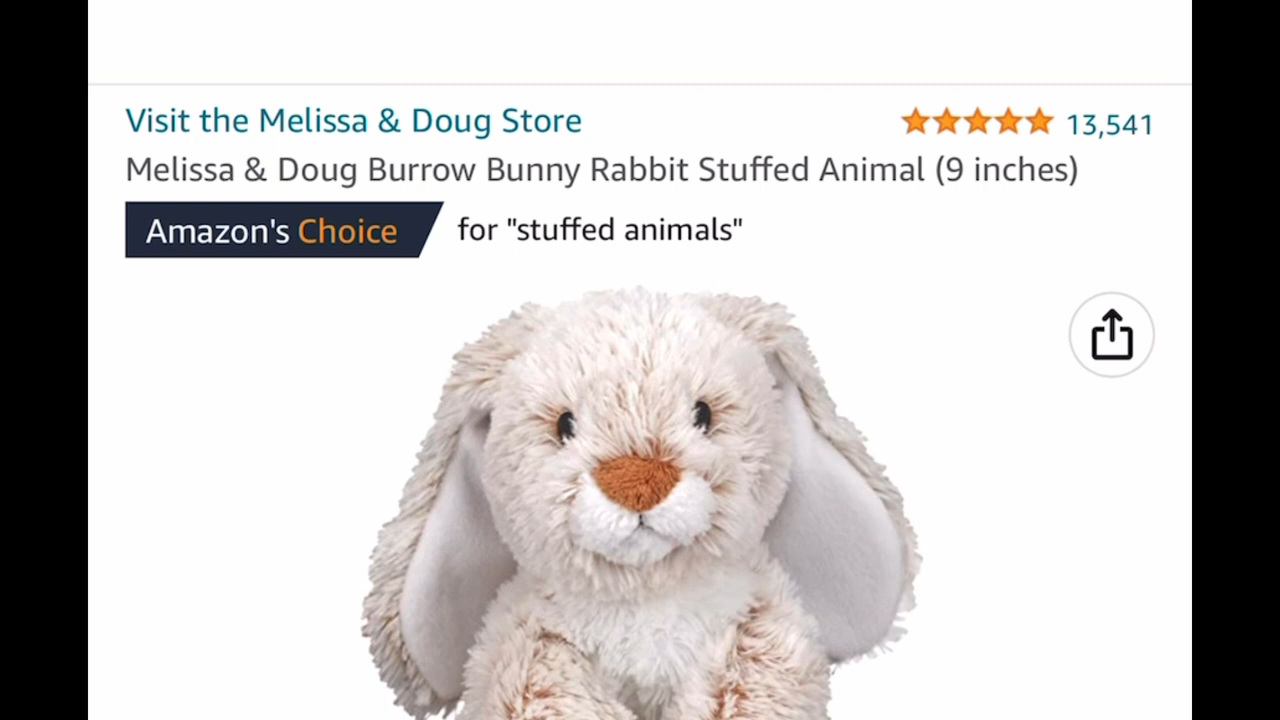 Visit the Melissa & Doug Store 13,541
Melissa & Doug Burrow Bunny Rabbit Stuffed Animal (9 inches)
Amazon's Choice for "stuffed animals"